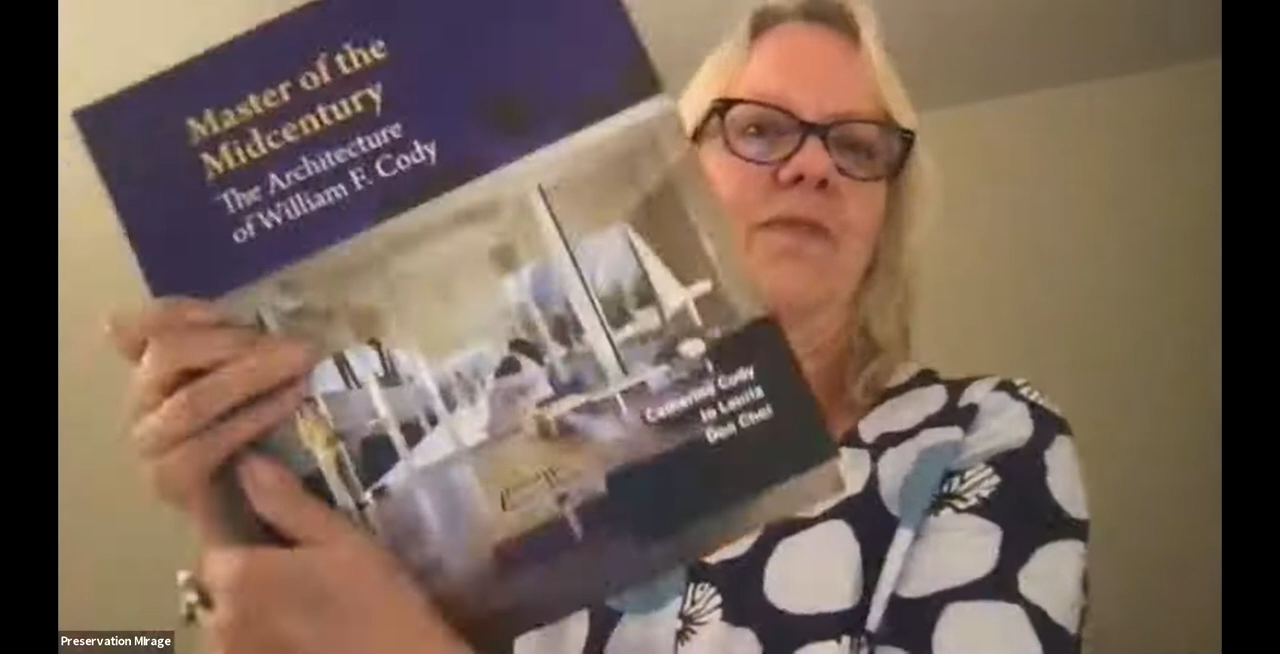 Master of the
Midcentury
The Architecture
of William F. Cody
Catherine Cody
Jo Lauria
Don Choi
Preservation MIrage